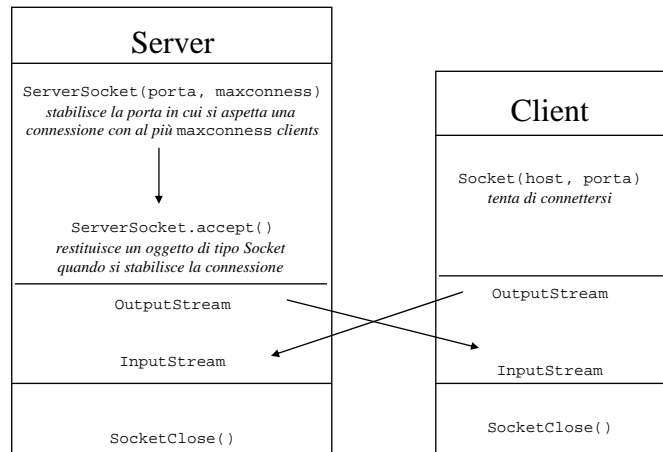 Server
ServerSocket(porta, maxconness)
stabilisce la porta in cui si aspetta una
connessione con al più maxconness clients
ServerSocket.accept()
restituisce un oggetto di tipo Socket
quando si stabilisce la connessione
OutputStream
InputStream
SocketClose()
Client
Socket(host, porta)
tenta di connettersi
OutputStream
InputStream
SocketClose()